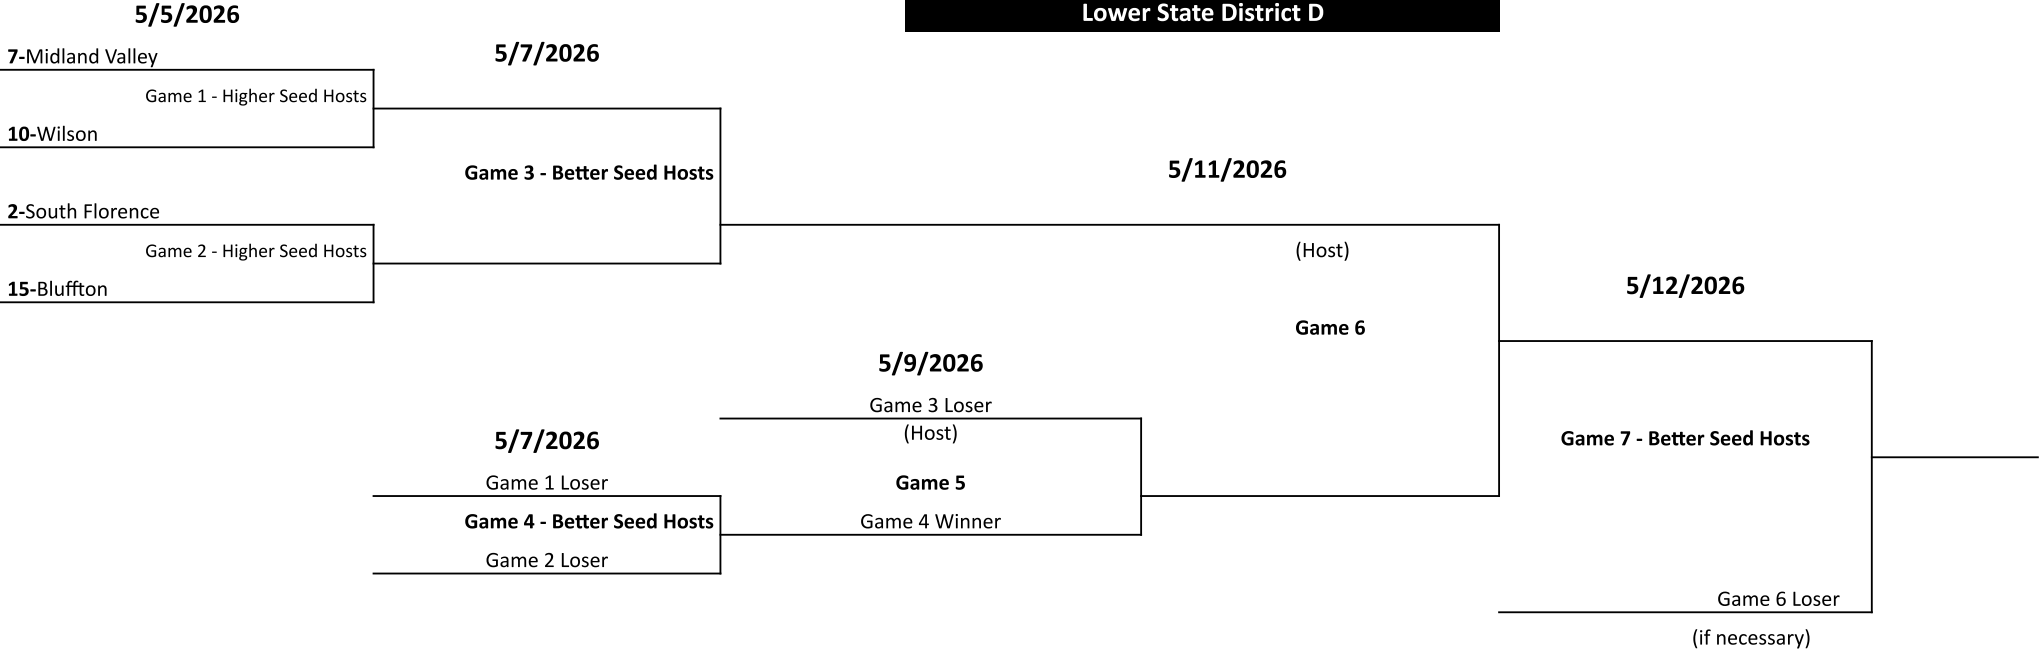 5/5/2026
Lower State District D
7-Midland Valley
5/7/2026
Game 1 - Higher Seed Hosts
10-Wilson
Game 3 - Better Seed Hosts
5/11/2026
2-South Florence
Game 2 - Higher Seed Hosts
(Host)
15-Bluffton
5/12/2026
Game 6
5/9/2026
Game 3 Loser
(Host)
5/7/2026
Game 7 - Better Seed Hosts
Game 1 Loser
Game 5
Game 4 - Better Seed Hosts
Game 4 Winner
Game 2 Loser
Game 6 Loser
(if necessary)